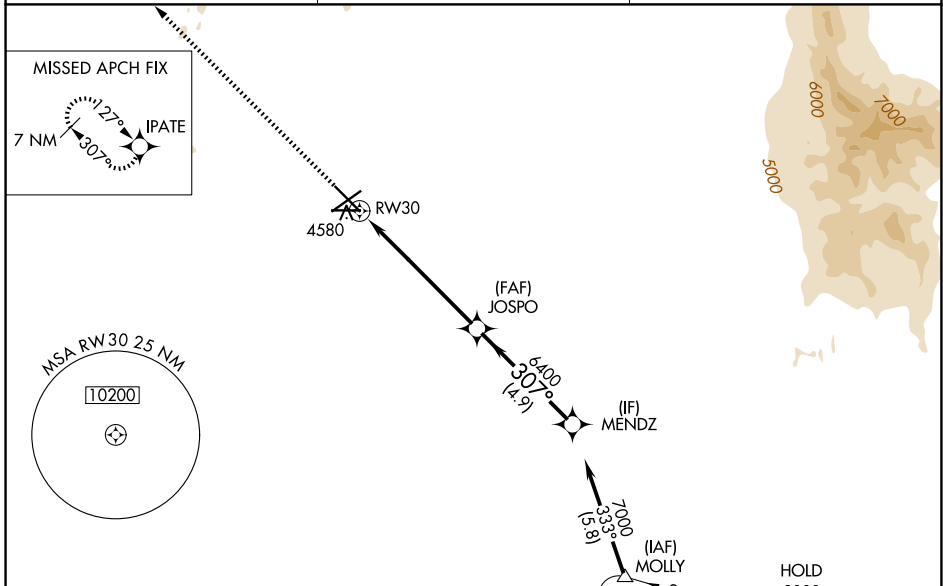 MISSED APCH FIX
127°
IPATE
7 NM
307°
6000
7000
5000
RW30
4580
(FAF)
JOSPO
MSA RW30 25 NM
10200
6400
307°
(4.9)
(IF)
MENDZ
7000
333°
(5.8)
(IAF)
MOLLY
HOLD